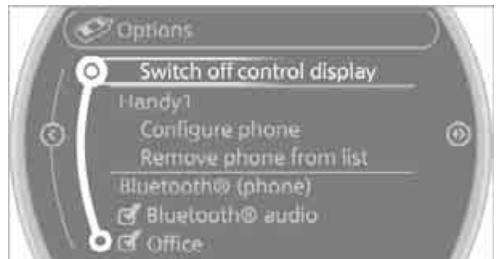 Options
Switch off control display
Handy1
Configure phone
Remove phone from list
Bluetooth® (phone)
Bluetooth® audio
Office